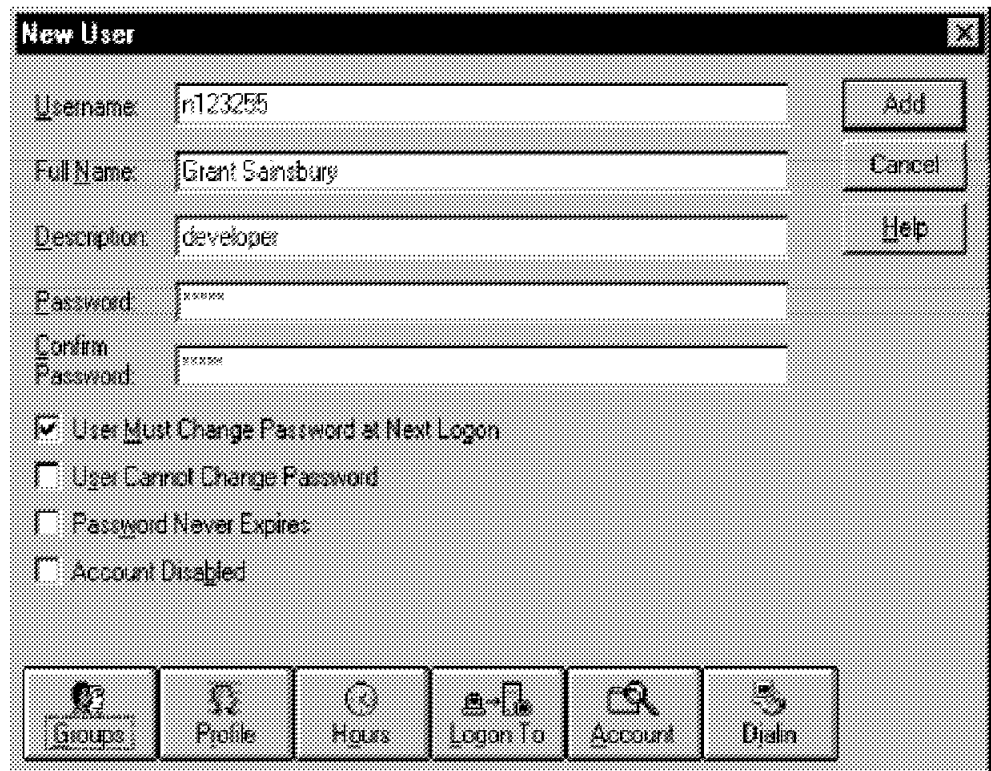 New User
Username: n123255
Add
Full Name: Grant Sainsbury
Cancel
Description: developer
Help
Password: *****
Confirm
Password: *****
User Must Change Password at Next Logon
User Cannot Change Password
Password Never Expires
Account Disabled
Groups Profile Hours Logon To Account Dialin